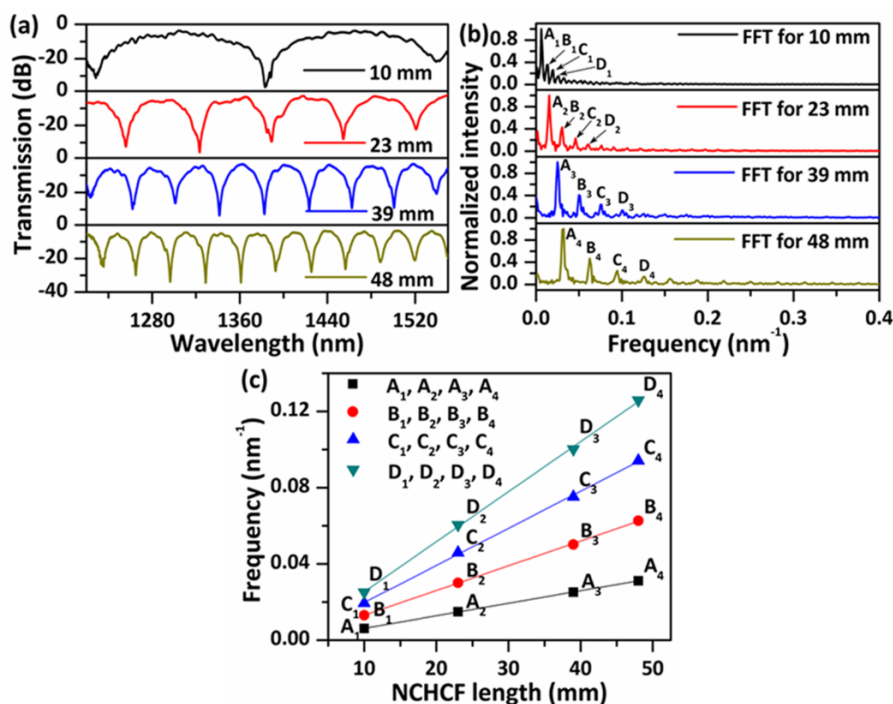 (a)
0
-20
0
-20
0
-20
0
-20
-40
Transmission (dB)
10 mm
23 mm
39 mm
48 mm
1280 1360 1440 1520
Wavelength (nm)
(b)
0.8
0.4
0.0
0.8
0.4
0.0
0.8
0.4
0.0
0.8
0.4
0.0
Normalized intensity
A₁ B₁ C₁ D₁
FFT for 10 mm
A₂ B₂ C₂ D₂
FFT for 23 mm
A₃ B₃ C₃ D₃
FFT for 39 mm
A₄ B₄ C₄ D₄
FFT for 48 mm
0.0 0.1 0.2 0.3 0.4
Frequency (nm⁻¹)
(c)
0.12
0.08
0.04
0.00
Frequency (nm⁻¹)
A₁, A₂, A₃, A₄
B₁, B₂, B₃, B₄
C₁, C₂, C₃, C₄
D₁, D₂, D₃, D₄
D₁ D₂ D₃ D₄
C₁ C₂ C₃ C₄
B₁ B₂ B₃ B₄
A₁ A₂ A₃ A₄
10 20 30 40 50
NCHCF length (mm)